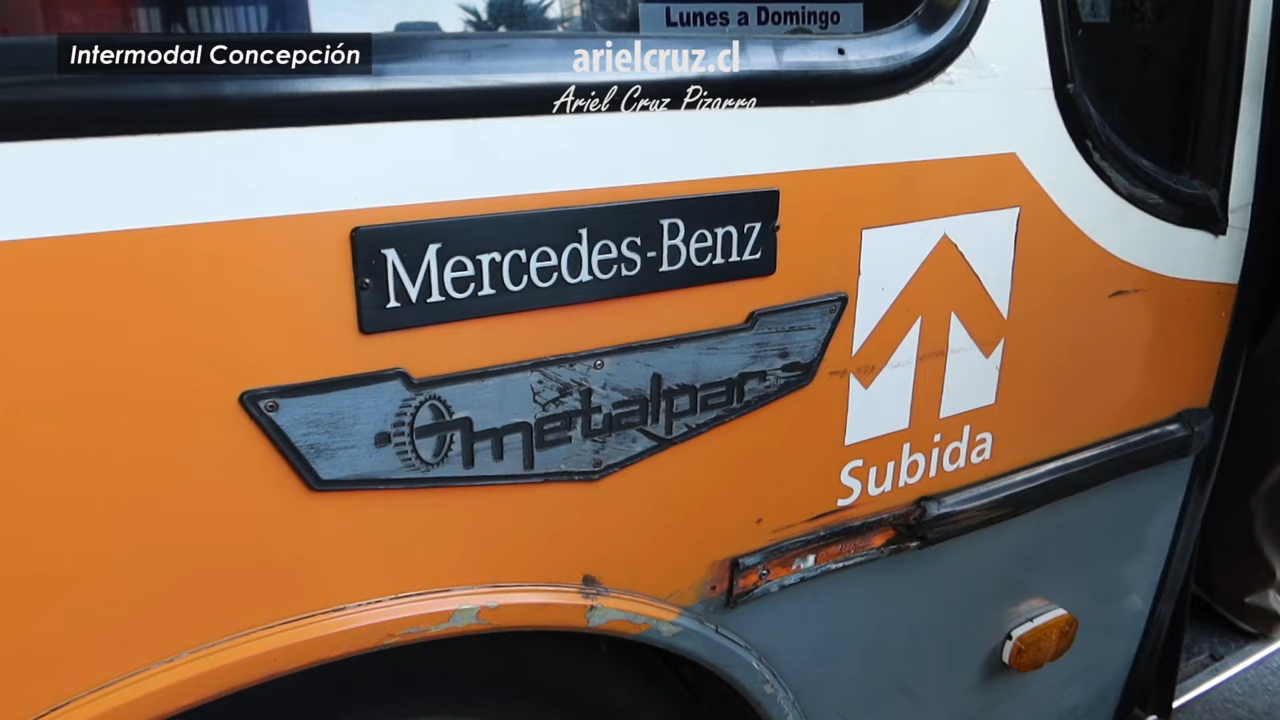 Lunes a Domingo
Intermodal Concepción
arielcruz.cl
Ariel Cruz Pizarro
Mercedes-Benz
metalpar
Subida